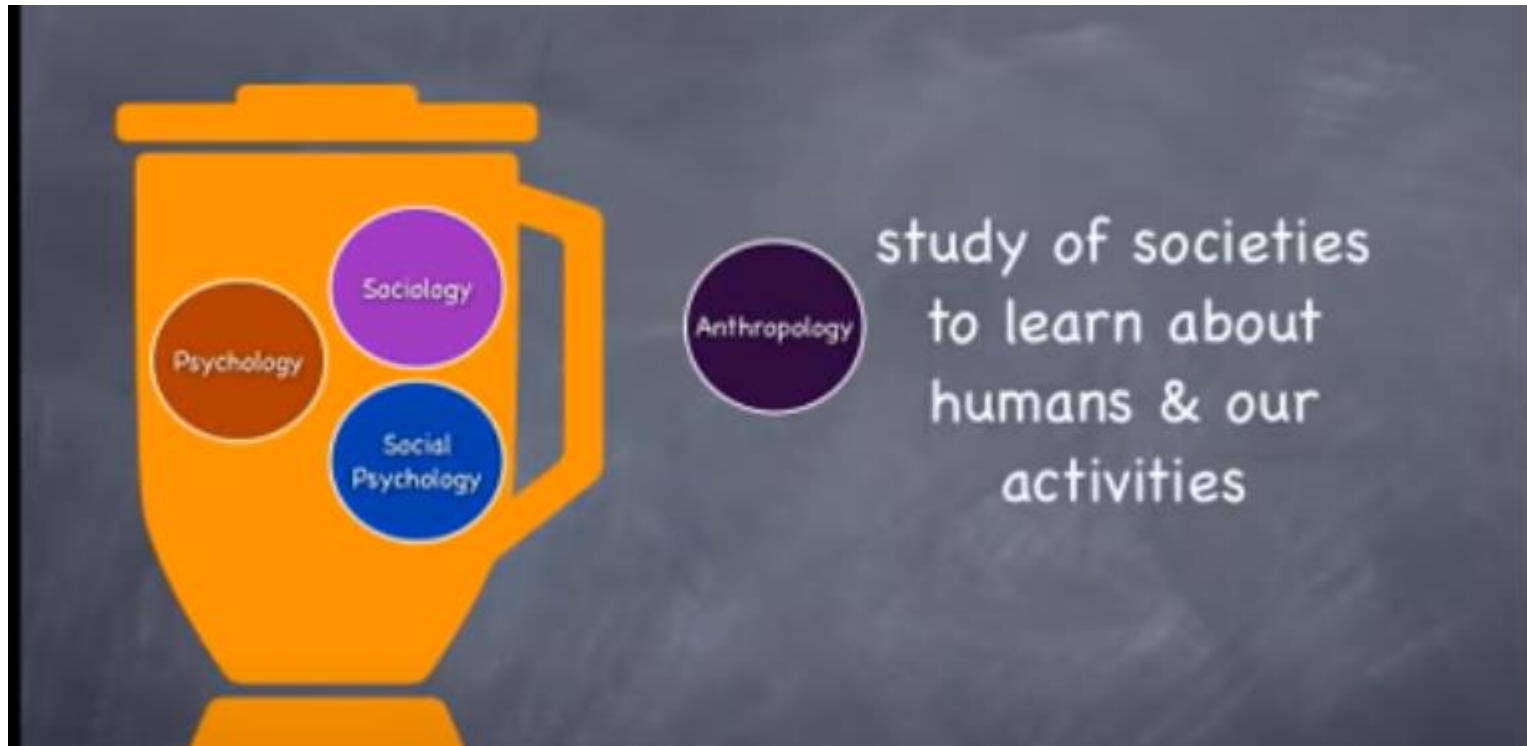 Sociology
Psychology
Social
Psychology
Anthropology
study of societies
to learn about
humans & our
activities